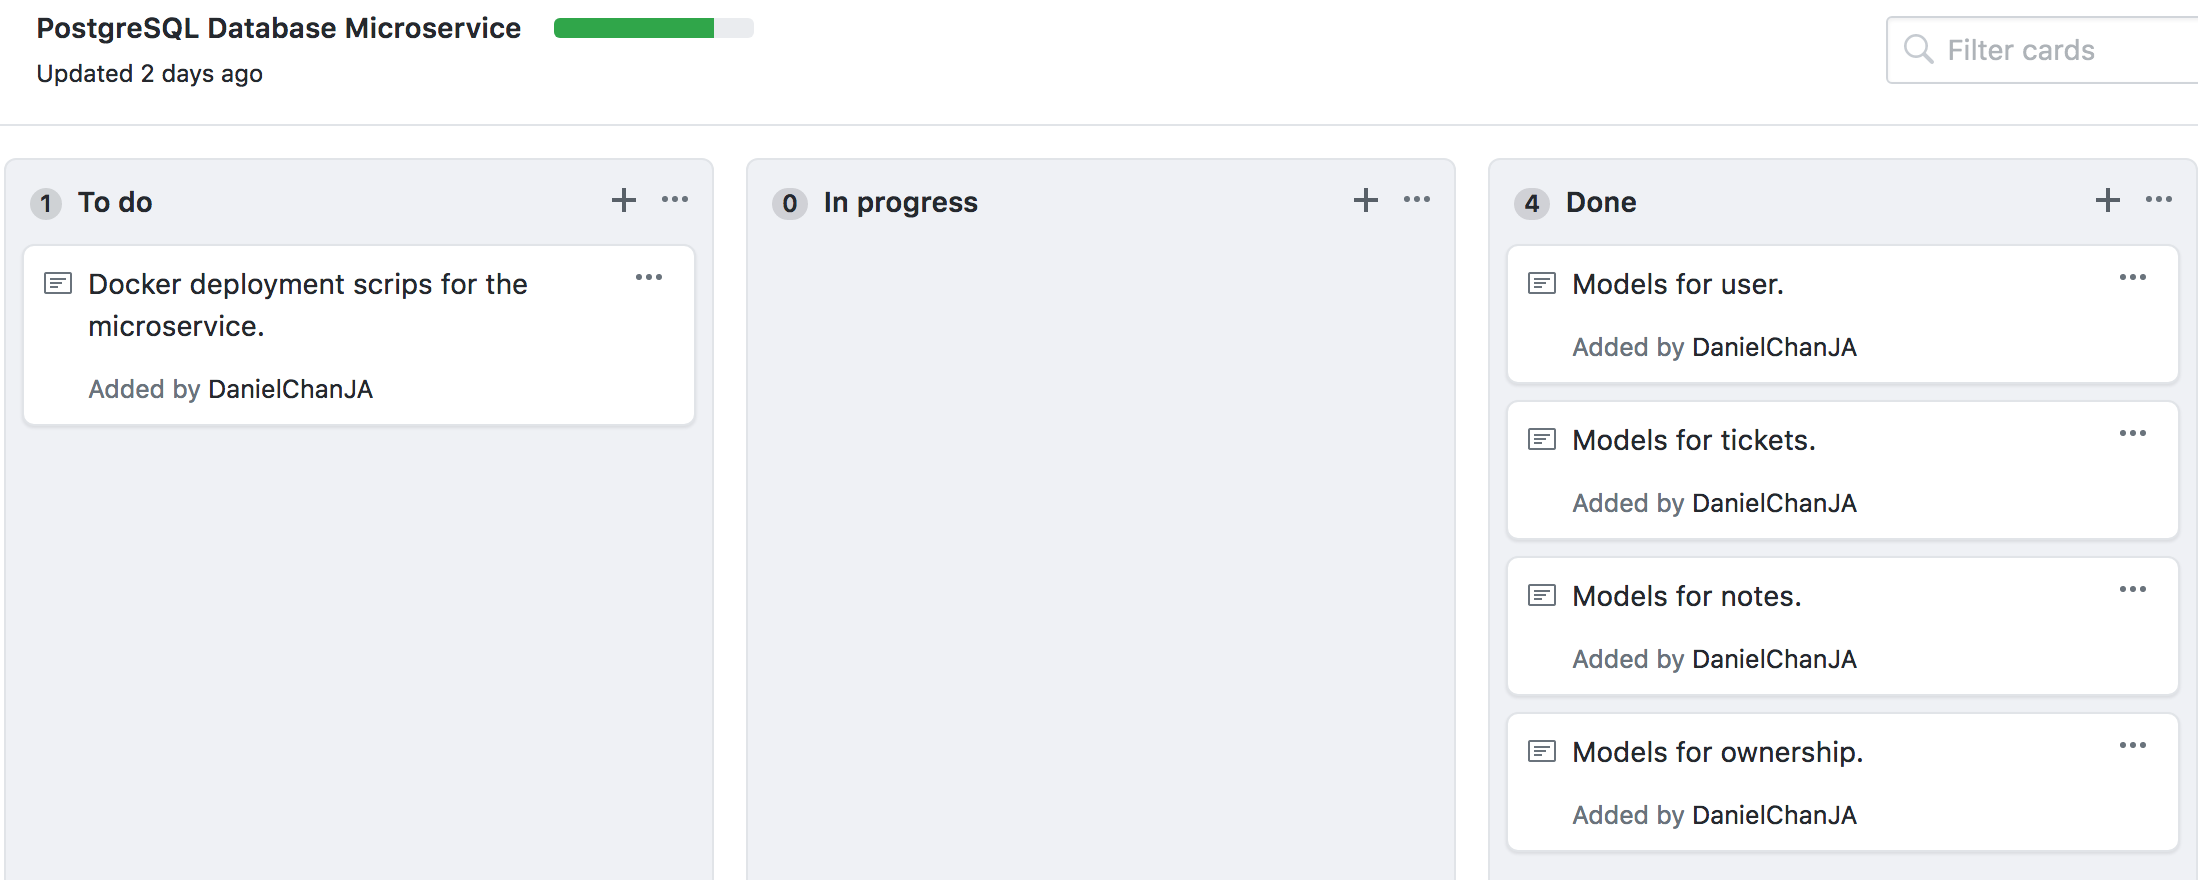 PostgreSQL Database Microservice
Updated 2 days ago
Filter cards
1 To do
Docker deployment scrips for the
microservice.
Added by DanielChanJA
0 In progress
4 Done
Models for user.
Added by DanielChanJA
Models for tickets.
Added by DanielChanJA
Models for notes.
Added by DanielChanJA
Models for ownership.
Added by DanielChanJA